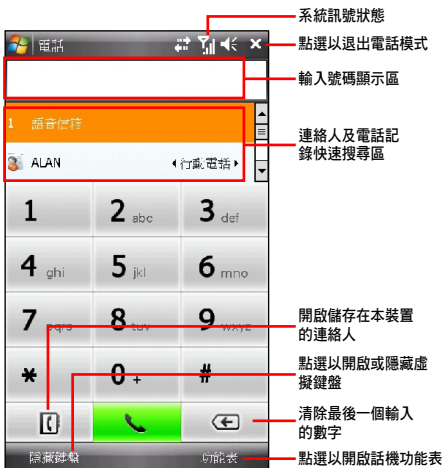 系統訊號狀態
電話
點選以退出電話模式
輸入號碼顯示區
1 語音信箱
連絡人及電話記
錄快速搜尋區
ALAN 行動電話
1 2 abc 3 def
4 ghi 5 jkl 6 mno
7 pqrs 8 tuv 9 wxyz
開啟儲存在本裝置
的連絡人
* 0 + #
點選以開啟或隱藏虛
擬鍵盤
清除最後一個輸入
的數字
隱藏鍵盤 功能表
點選以開啟話機功能表